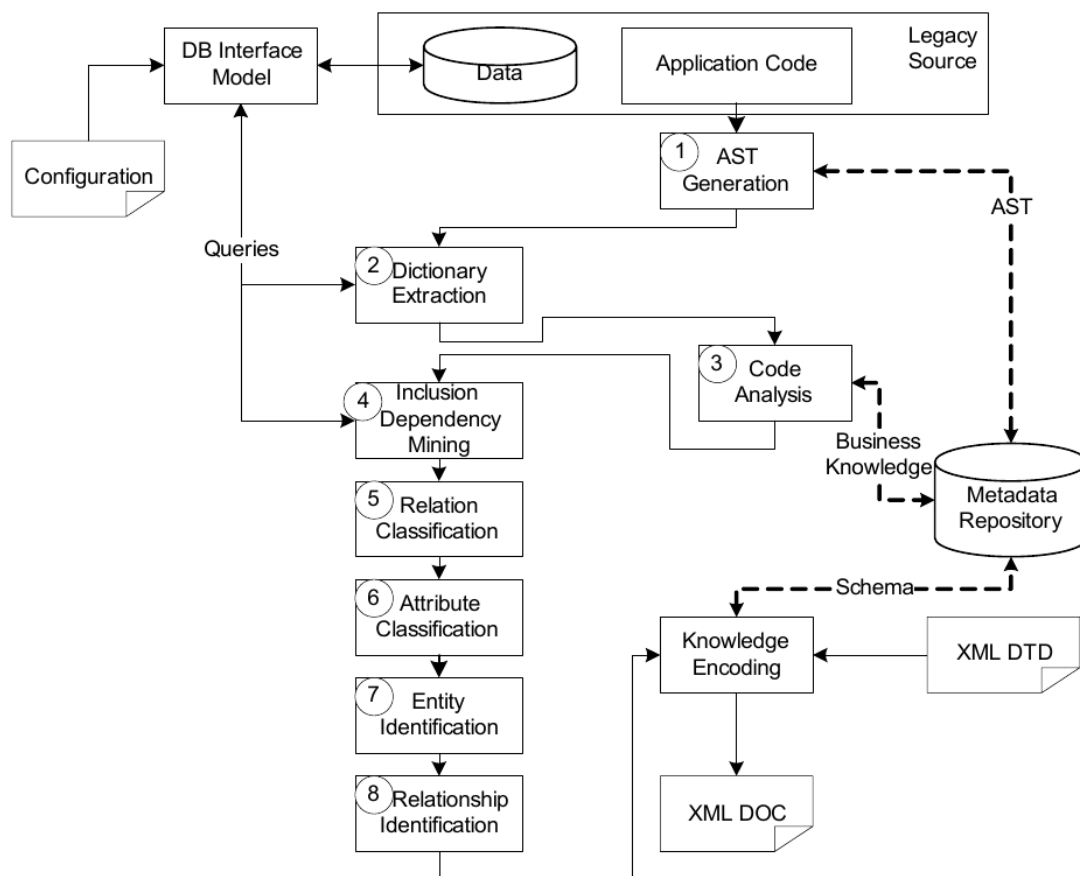 DB Interface
Model
Data
Application Code
Legacy
Source
Configuration
1
AST
Generation
AST
Queries
2
Dictionary
Extraction
3
Code
Analysis
4
Inclusion
Dependency
Mining
Business
Knowledge
Metadada
Repository
5
Relation
Classification
6
Attribute
Classification
Schema
Knowledge
Encoding
XML DTD
7
Entity
Identification
8
Relationship
Identification
XML DOC